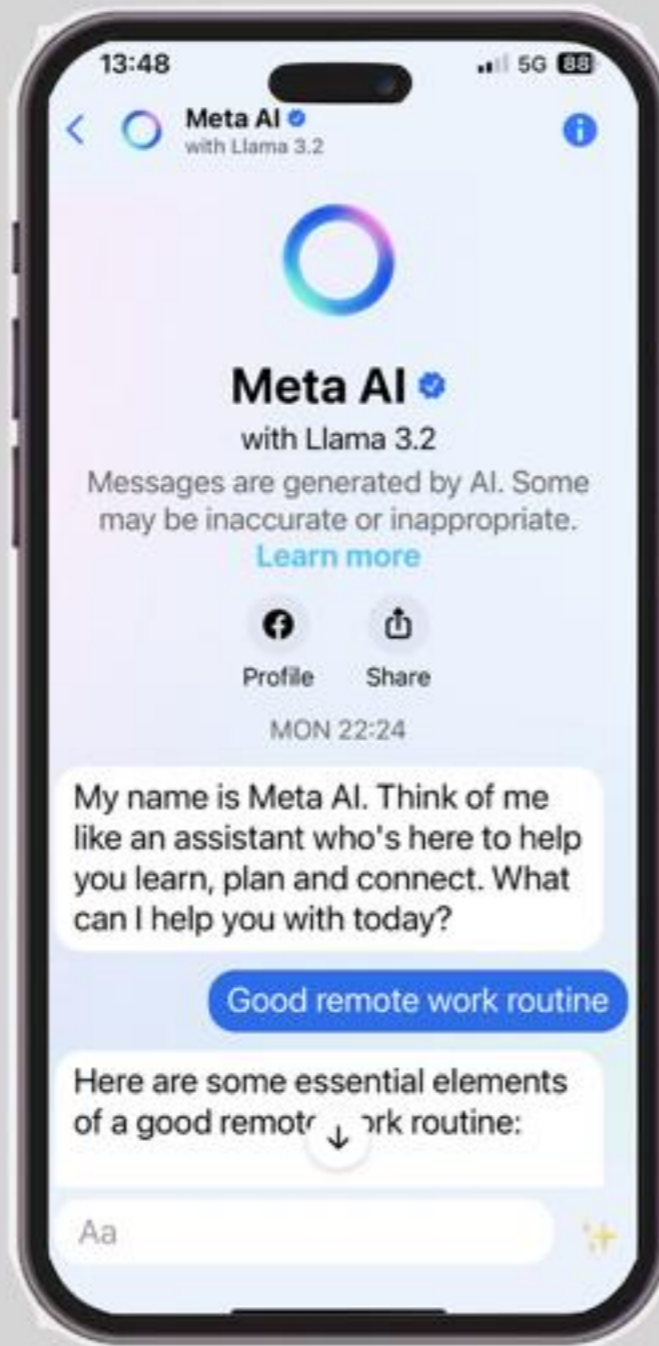 13:48 5G 88
Meta AI
with Llama 3.2
Meta AI
with Llama 3.2
Messages are generated by AI. Some
may be inaccurate or inappropriate.
Learn more
Profile Share
MON 22:24
My name is Meta AI. Think of me
like an assistant who's here to help
you learn, plan and connect. What
can I help you with today?
Good remote work routine
Here are some essential elements
of a good remote work routine:
Aa